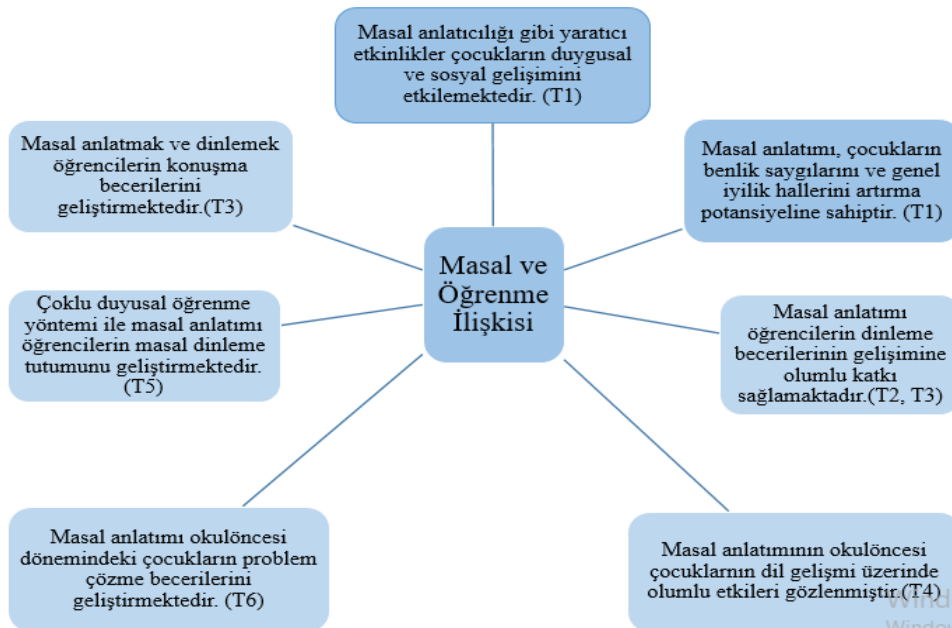 Masal anlatıcılığı gibi yaratıcı
etkinlikler çocukların duygusal
ve sosyal gelişimini
etkilemektedir. (T1)
Masal anlatmak ve dinlemek
öğrencilerin konuşma
becerilerini
geliştirmektedir.(T3)
Masal anlatımı, çocukların
benlik saygılarını ve genel
iyilik hallerini artırma
potansiyeline sahiptir. (T1)
Masal ve
Öğrenme
İlişkisi
Çoklu duyusal öğrenme
yöntemi ile masal anlatımı
öğrencilerin masal dinleme
tutumunu geliştirmektedir.
(T5)
Masal anlatımı
öğrencilerin dinleme
becerilerinin gelişimine
olumlu katkı
sağlamaktadır.(T2, T3)
Masal anlatımı okulöncesi
dönemindeki çocukların problem
çözme becerilerini
geliştirmektedir. (T6)
Masal anlatımının okulöncesi
çocuklarnın dil gelişmi üzerinde
olumlu etkileri gözlenmiştir.(T4)
Wind
Window